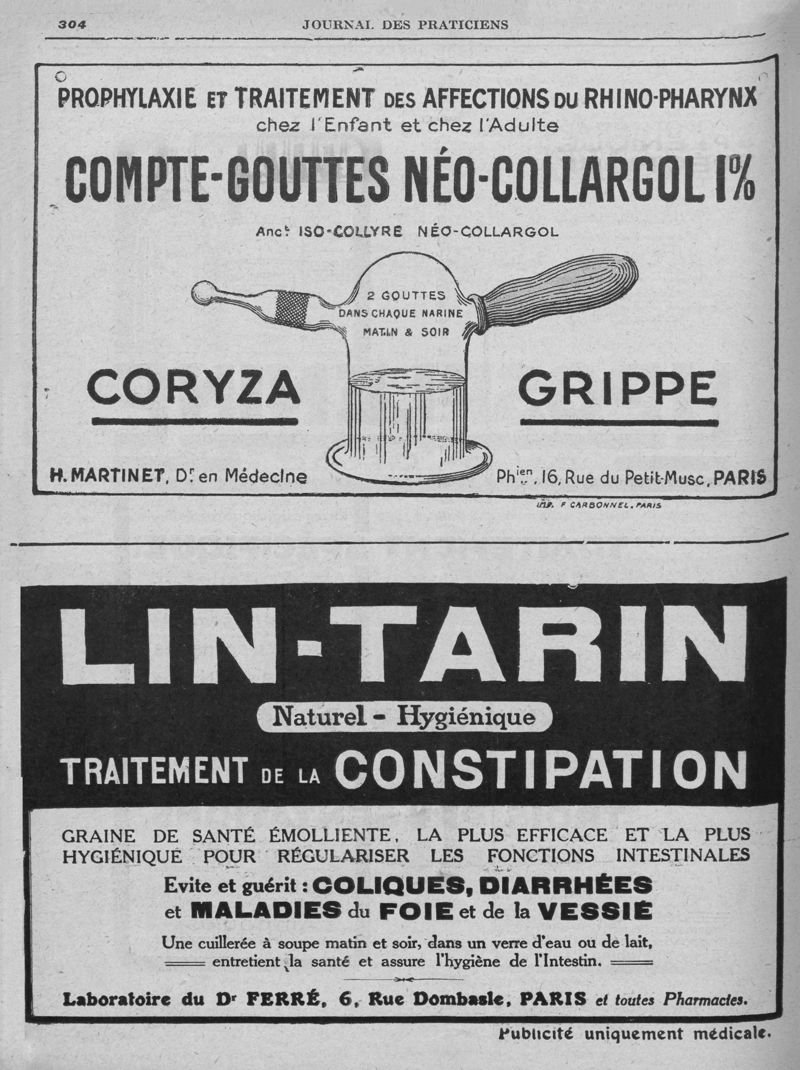 304
JOURNAL DES PRATICIENS
PROPHYLAXIE ET TRAITEMENT DES AFFECTIONS DU RHINO-PHARYNX
chez l'Enfant et chez l'Adulte
COMPTE-GOUTTES NÉO-COLLARGOL 1%
Anct ISO-COLLYRE NÉO-COLLARGOL
2 GOUTTES
DANS CHAQUE NARINE
MATIN & SOIR
CORYZA GRIPPE
H. MARTINET, Dr en Médecine Phien, 16, Rue du Petit-Musc, PARIS
IMP. F CARBONNEL, PARIS
LIN-TARIN
Naturel - Hygiénique
TRAITEMENT DE LA CONSTIPATION
GRAINE DE SANTÉ ÉMOLLIENTE, LA PLUS EFFICACE ET LA PLUS
HYGIÉNIQUE POUR RÉGULARISER LES FONCTIONS INTESTINALES
Evite et guérit : COLIQUES, DIARRHÉES
et MALADIES du FOIE et de la VESSIE
Une cuillerée à soupe matin et soir, dans un verre d'eau ou de lait,
entretient la santé et assure l'hygiène de l'Intestin.
Laboratoire du Dr FERRÉ, 6, Rue Dombasle, PARIS et toutes Pharmacies.
Publicité uniquement médicale.